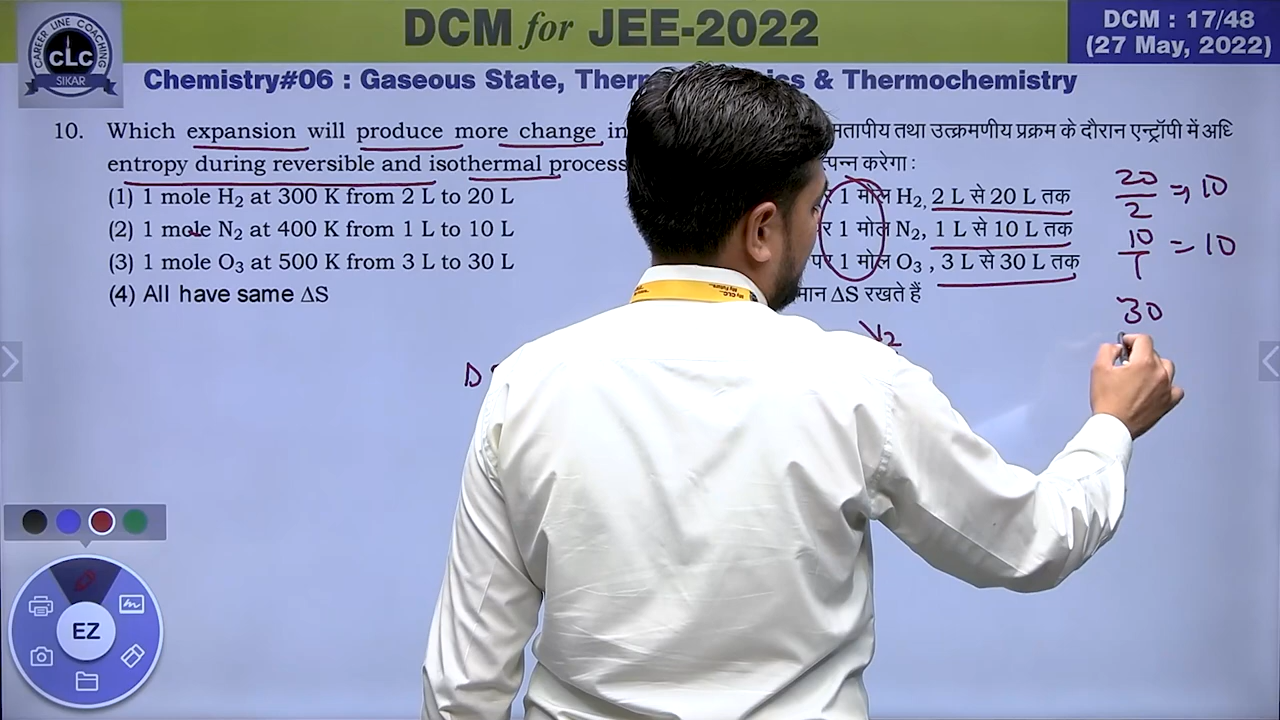 DCM for JEE-2022
DCM : 17/48
(27 May, 2022)
CAREER LINE COACHING
CLC
SIKAR
Chemistry#06 : Gaseous State, Ther & Thermochemistry
10. Which expansion will produce more change in
entropy during reversible and isothermal process
(1) 1 mole H₂ at 300 K from 2 L to 20 L
(2) 1 mole N₂ at 400 K from 1 L to 10 L
(3) 1 mole O₃ at 500 K from 3 L to 30 L
(4) All have same ΔS
तथा उत्क्रमणीय प्रक्रम के दौरान एन्ट्रॉपी में
करेगा :
1 मोल H₂, 2 L से 20 L तक
1 मोल N₂, 1 L से 10 L तक
पर 1 मोल O₃ , 3 L से 30 L तक
ΔS रखते हैं
20/2 ⇒ 10
10/1 = 10
30
V₂
EZ